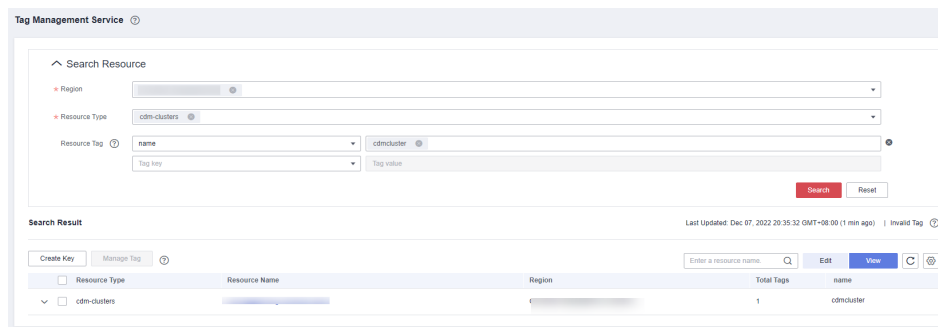 Tag Management Service
Search Resource
* Region
* Resource Type cdm-clusters
Resource Tag name cdmcluster
Tag key Tag value
Search Reset
Search Result Last Updated: Dec 07, 2022 20:35:32 GMT+08:00 (1 min ago) | Invalid Tag
Create Key Manage Tag Enter a resource name. Edit View
Resource Type Resource Name Region Total Tags name
cdm-clusters 1 cdmcluster